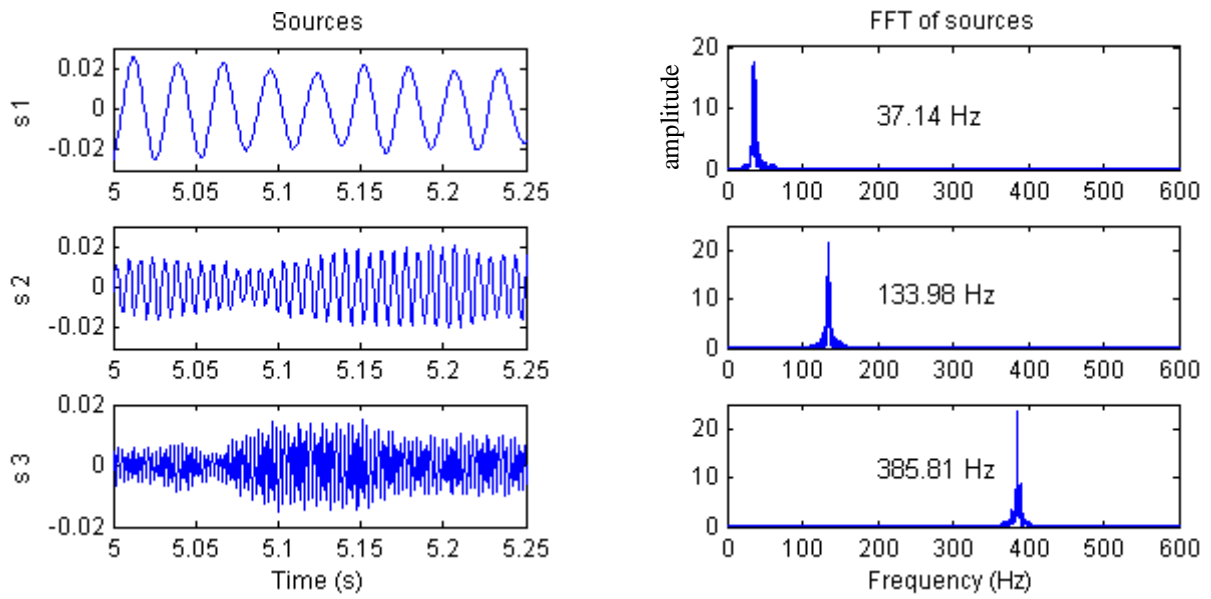 Sources
s 1
0.02
0
-0.02
5 5.05 5.1 5.15 5.2 5.25
s 2
0.02
0
-0.02
5 5.05 5.1 5.15 5.2 5.25
s 3
0.02
0
-0.02
5 5.05 5.1 5.15 5.2 5.25
Time (s)
FFT of sources
amplitude
20
10
0
37.14 Hz
0 100 200 300 400 500 600
20
10
0
133.98 Hz
0 100 200 300 400 500 600
20
10
0
385.81 Hz
0 100 200 300 400 500 600
Frequency (Hz)